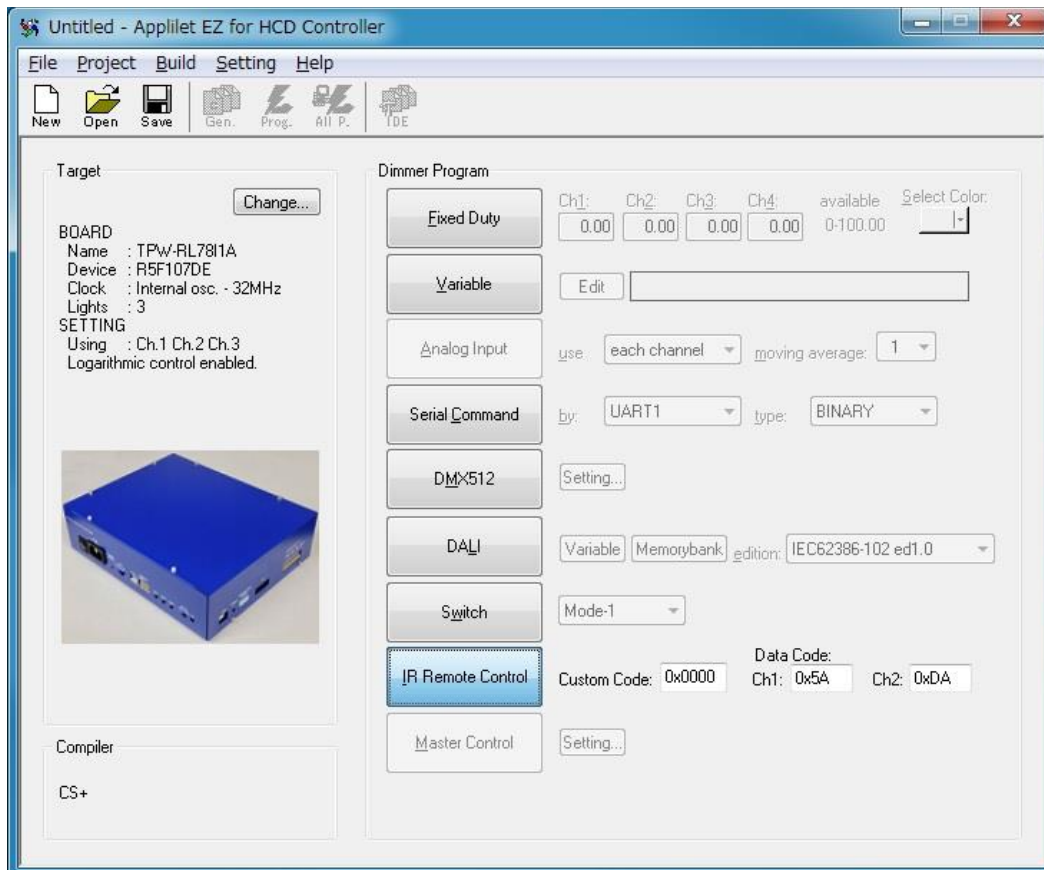 Untitled - Applilet EZ for HCD Controller
File Project Build Setting Help
New Open Save Gen. Prog. All P. IDE
Target
Change...
BOARD
Name : TPW-RL78I1A
Device : R5F107DE
Clock : Internal osc. - 32MHz
Lights : 3
SETTING
Using : Ch.1 Ch.2 Ch.3
Logarithmic control enabled.
Compiler
CS+
Dimmer Program
Fixed Duty
Ch1: Ch2: Ch3: Ch4: available Select Color:
0.00 0.00 0.00 0.00 0-100.00
Variable Edit
Analog Input use each channel moving average: 1
Serial Command by: UART1 type: BINARY
DMX512 Setting...
DALI Variable Memorybank edition: IEC62386-102 ed1.0
Switch Mode-1
Data Code:
IR Remote Control Custom Code: 0x0000 Ch1: 0x5A Ch2: 0xDA
Master Control Setting...